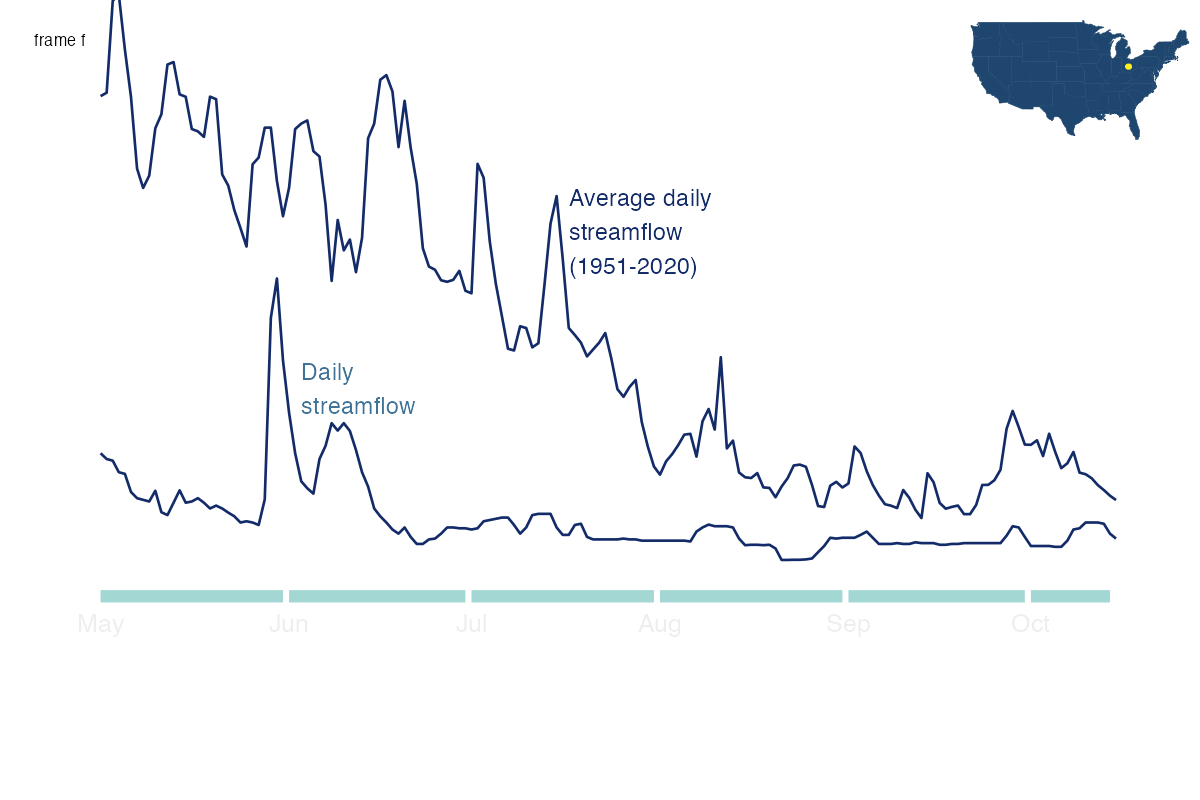 frame f
Average daily
streamflow
(1951-2020)
Daily
streamflow
May
Jun
Jul
Aug
Sep
Oct